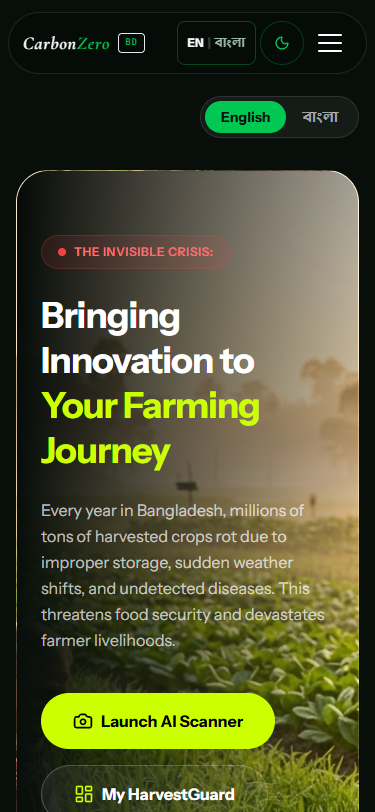 CarbonZero BD EN | বাংলা
English বাংলা
THE INVISIBLE CRISIS:
Bringing
Innovation to
Your Farming
Journey
Every year in Bangladesh, millions of
tons of harvested crops rot due to
improper storage, sudden weather
shifts, and undetected diseases. This
threatens food security and devastates
farmer livelihoods.
Launch AI Scanner
My HarvestGuard